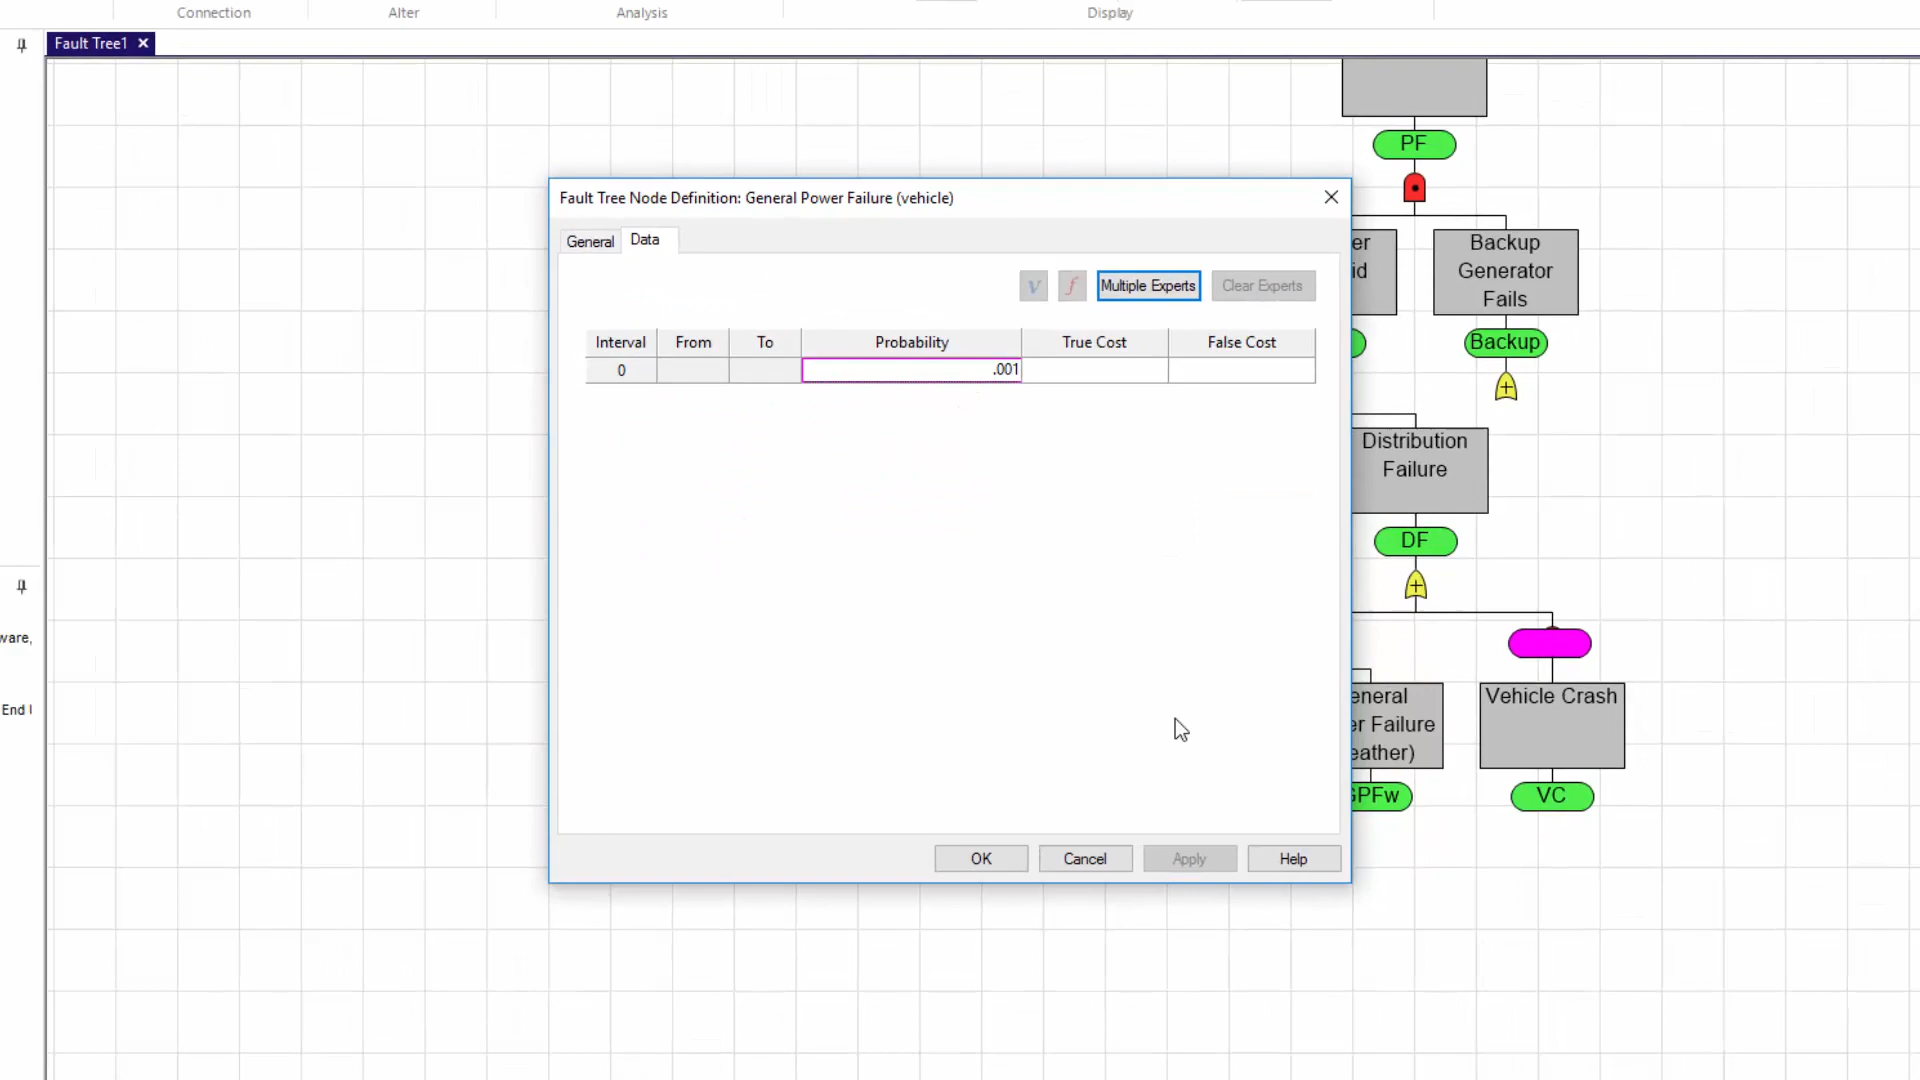 Connection
Alter
Analysis
Display
Fault Tree1
PF
Fault Tree Node Definition: General Power Failure (vehicle)
General
Data
v
f
Multiple Experts
Clear Experts
Interval
From
To
Probability
True Cost
False Cost
0
.001
er
id
Backup
Generator
Fails
Backup
Distribution
Failure
DF
ware,
End
eneral
er Failure
eather)
GPFw
Vehicle Crash
VC
OK
Cancel
Apply
Help